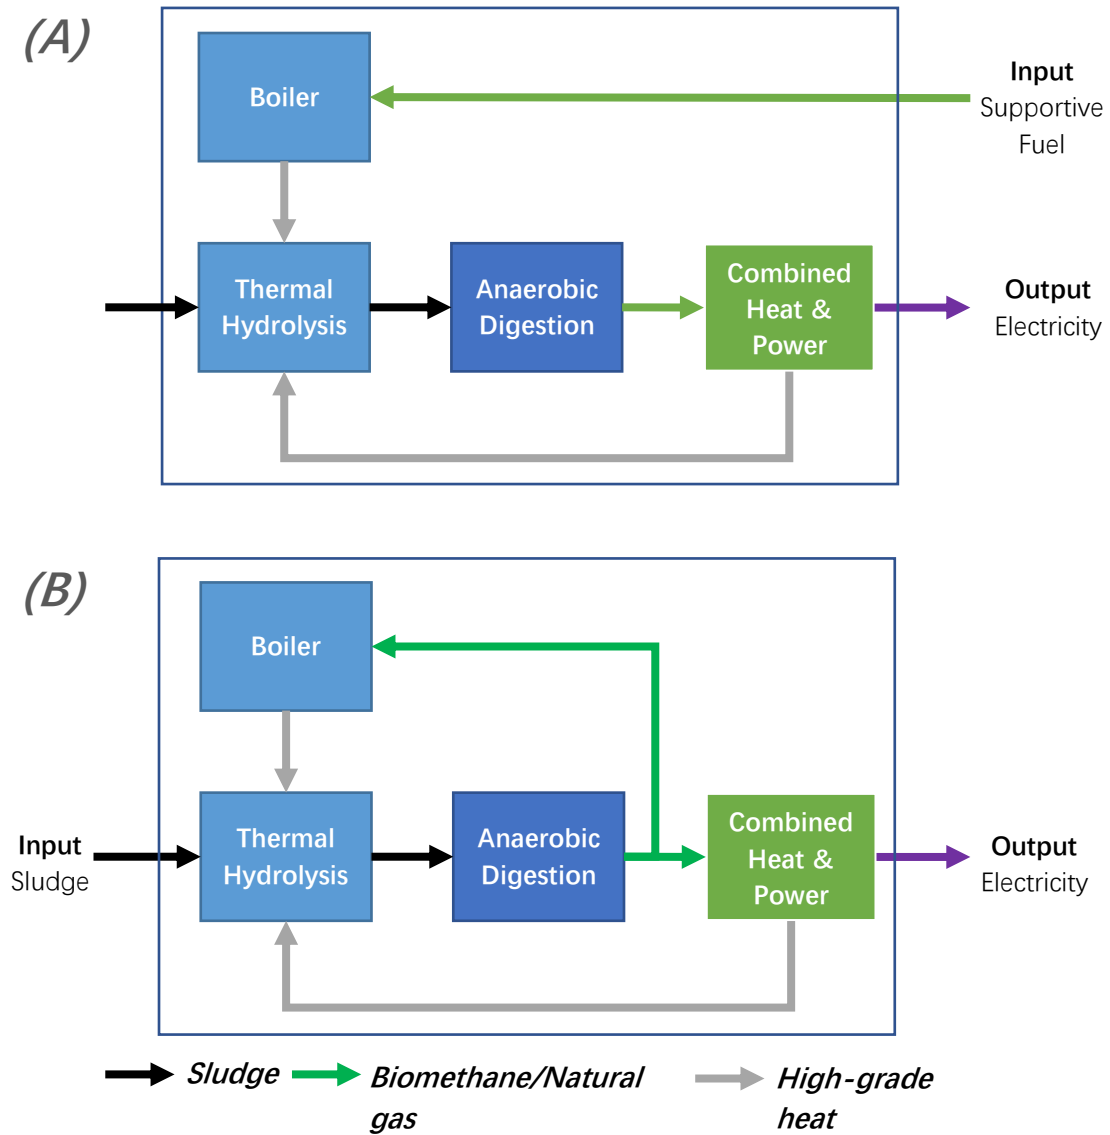 (A)
Boiler
Input
Supportive
Fuel
Thermal
Hydrolysis
Anaerobic
Digestion
Combined
Heat &
Power
Output
Electricity
(B)
Boiler
Input
Sludge
Thermal
Hydrolysis
Anaerobic
Digestion
Combined
Heat &
Power
Output
Electricity
Sludge
Biomethane/Natural
gas
High-grade
heat